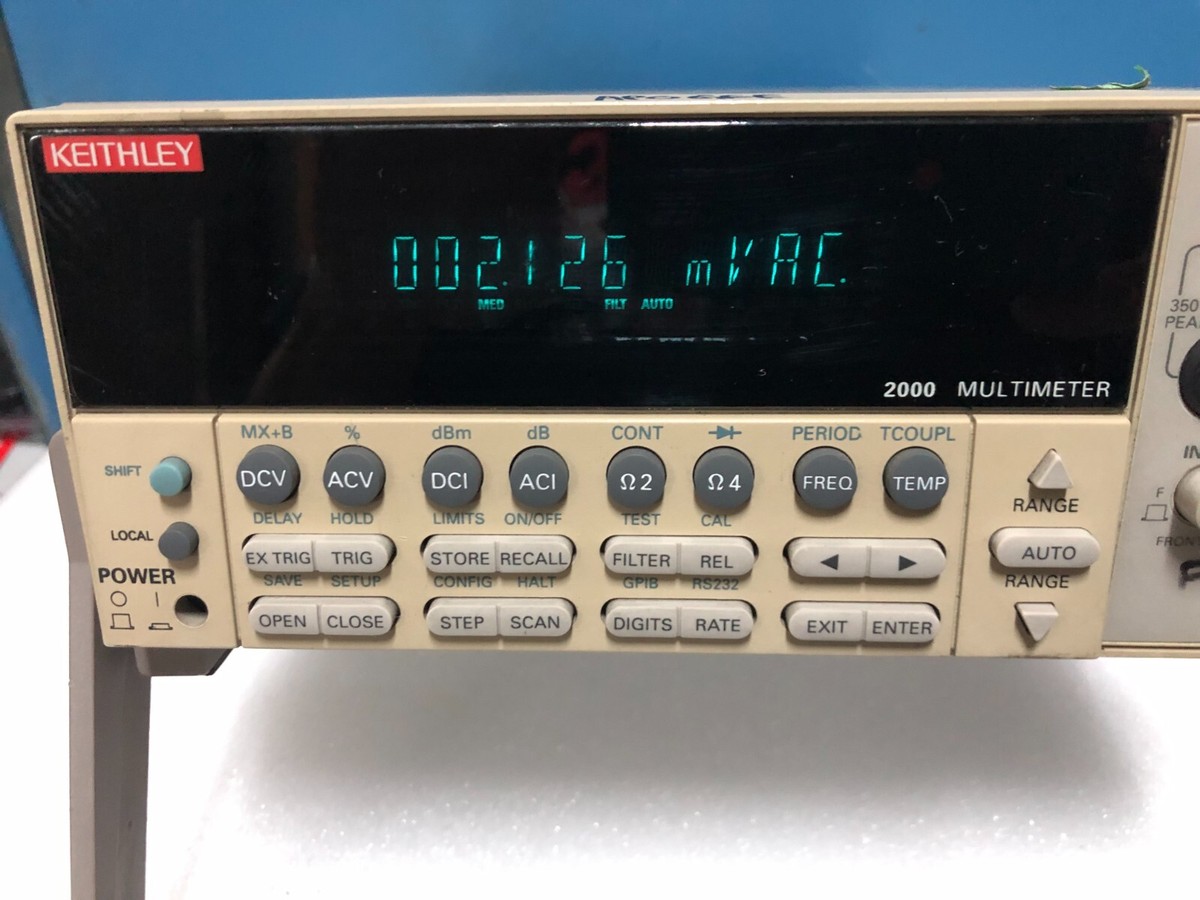 KEITHLEY
002.126 mVAC.
MED FILT AUTO
2000 MULTIMETER
MX+B % dBm dB CONT PERIOD TCOUPL
SHIFT DCV ACV DCI ACI Ω2 Ω4 FREQ TEMP
RANGE
DELAY HOLD LIMITS ON/OFF TEST CAL
LOCAL EX TRIG TRIG STORE RECALL FILTER REL ◀ ▶ AUTO
POWER SAVE SETUP CONFIG HALT GPIB RS232 RANGE
O I
OPEN CLOSE STEP SCAN DIGITS RATE EXIT ENTER
350
F